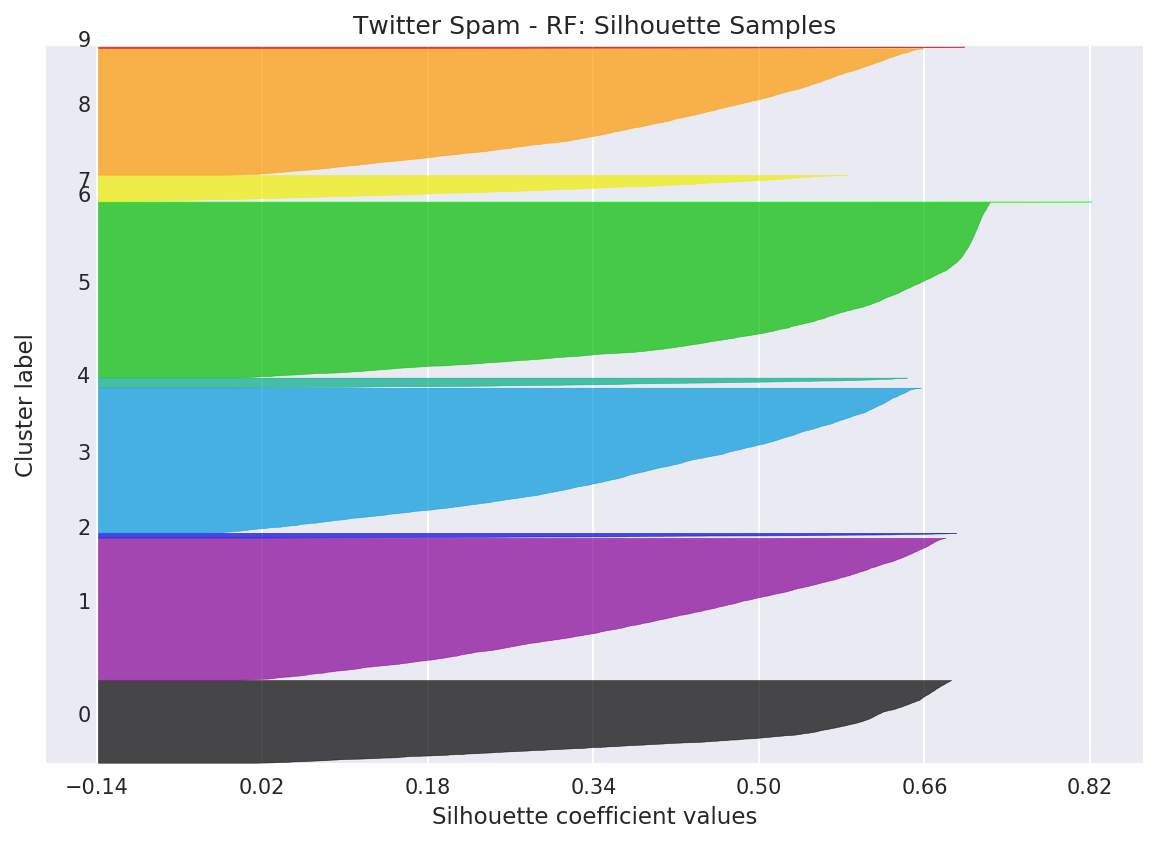 Twitter Spam - RF: Silhouette Samples
9
8
7
6
5
4
3
2
1
0
Cluster label
−0.14 0.02 0.18 0.34 0.50 0.66 0.82
Silhouette coefficient values